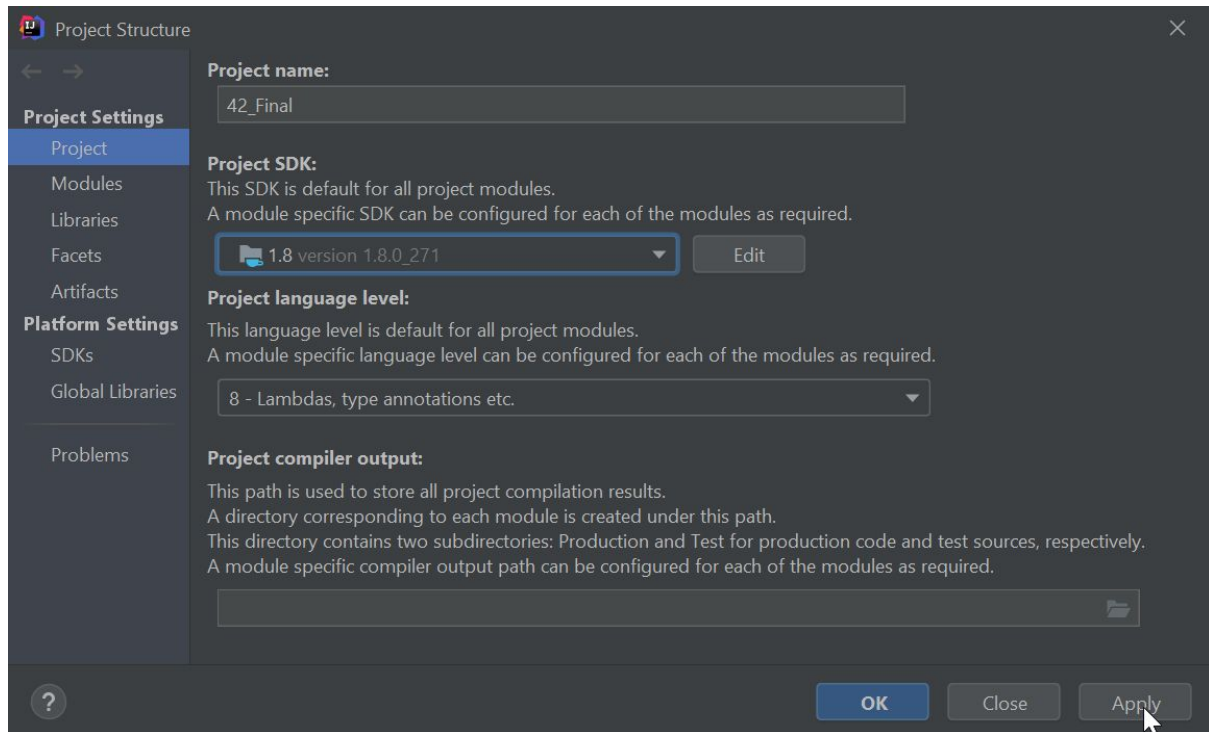 Project Structure
Project Settings
Project
Modules
Libraries
Facets
Artifacts
Platform Settings
SDKs
Global Libraries
Problems
Project name:
42_Final
Project SDK:
This SDK is default for all project modules.
A module specific SDK can be configured for each of the modules as required.
1.8 version 1.8.0_271
Edit
Project language level:
This language level is default for all project modules.
A module specific language level can be configured for each of the modules as required.
8 - Lambdas, type annotations etc.
Project compiler output:
This path is used to store all project compilation results.
A directory corresponding to each module is created under this path.
This directory contains two subdirectories: Production and Test for production code and test sources, respectively.
A module specific compiler output path can be configured for each of the modules as required.
?
OK
Close
Apply